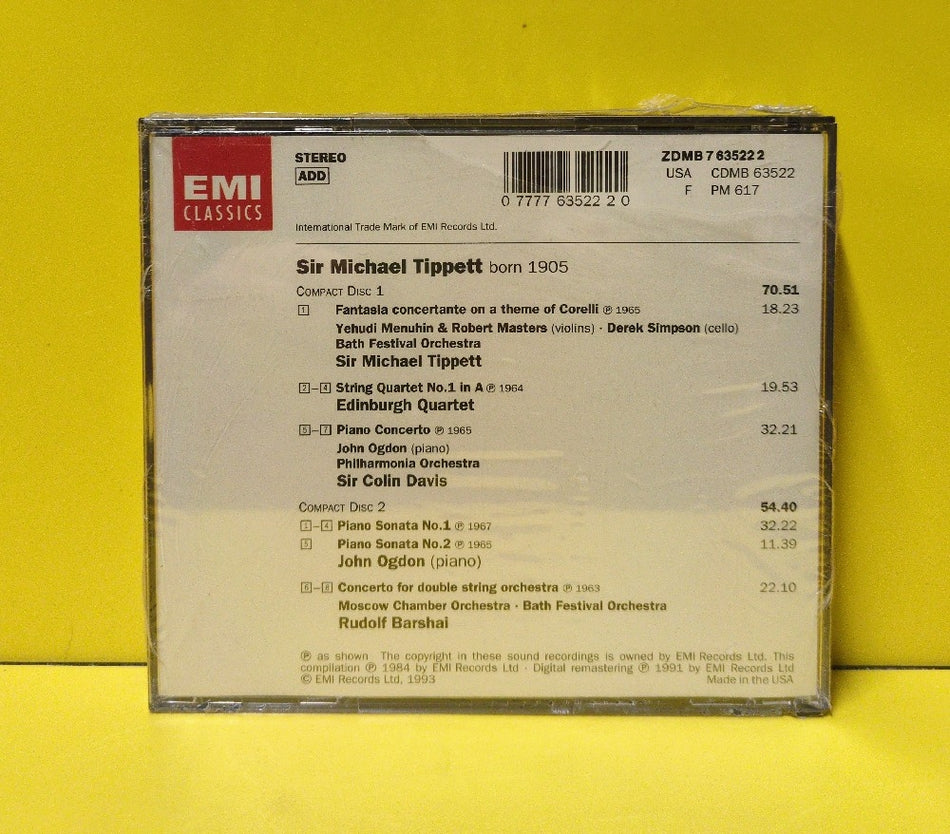 EMI
CLASSICS
STEREO
ADD
0 7777 63522 2 0
ZDMB 7 63522 2
USA CDMB 63522
F PM 617
International Trade Mark of EMI Records Ltd.
Sir Michael Tippett born 1905
COMPACT DISC 1 70.51
1 Fantasia concertante on a theme of Corelli ℗ 1965 18.23
Yehudi Menuhin & Robert Masters (violins) · Derek Simpson (cello)
Bath Festival Orchestra
Sir Michael Tippett
2–4 String Quartet No.1 in A ℗ 1964 19.53
Edinburgh Quartet
5–7 Piano Concerto ℗ 1965 32.21
John Ogdon (piano)
Philharmonia Orchestra
Sir Colin Davis
COMPACT DISC 2 54.40
1–4 Piano Sonata No.1 ℗ 1967 32.22
5 Piano Sonata No.2 ℗ 1965 11.39
John Ogdon (piano)
6–8 Concerto for double string orchestra ℗ 1963 22.10
Moscow Chamber Orchestra · Bath Festival Orchestra
Rudolf Barshai
℗ as shown The copyright in these sound recordings is owned by EMI Records Ltd. This
compilation ℗ 1984 by EMI Records Ltd · Digital remastering ℗ 1991 by EMI Records Ltd
© EMI Records Ltd, 1993 Made in the USA